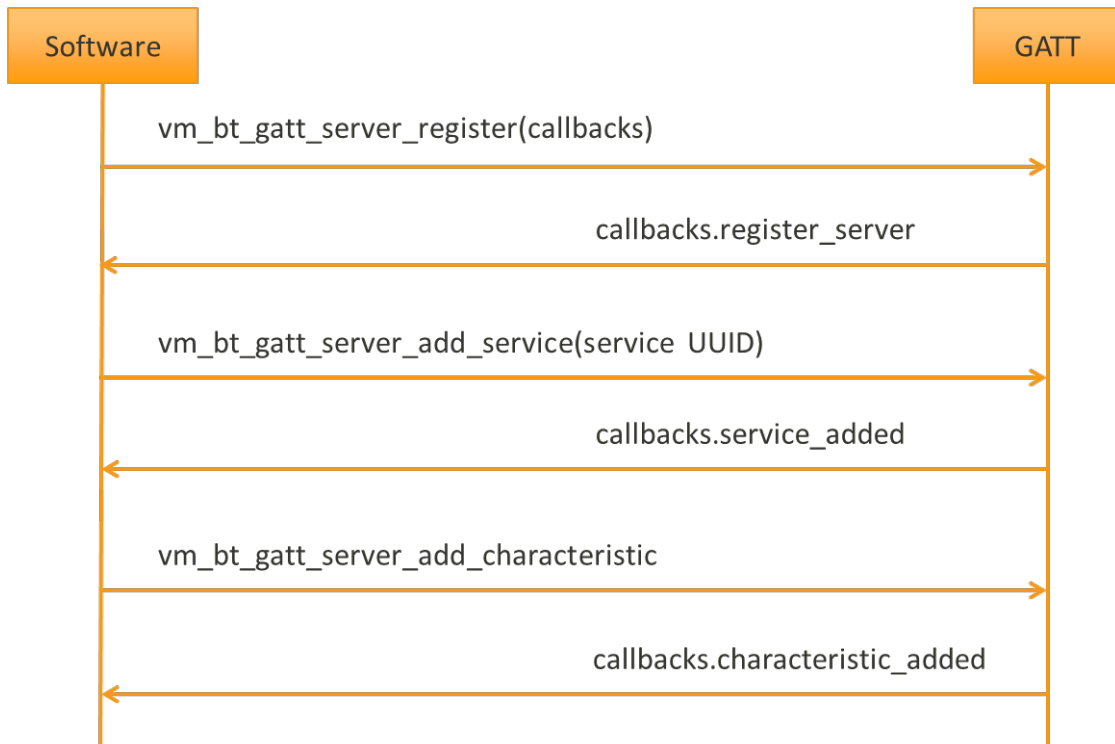 Software
GATT
vm_bt_gatt_server_register(callbacks)
callbacks.register_server
vm_bt_gatt_server_add_service(service UUID)
callbacks.service_added
vm_bt_gatt_server_add_characteristic
callbacks.characteristic_added